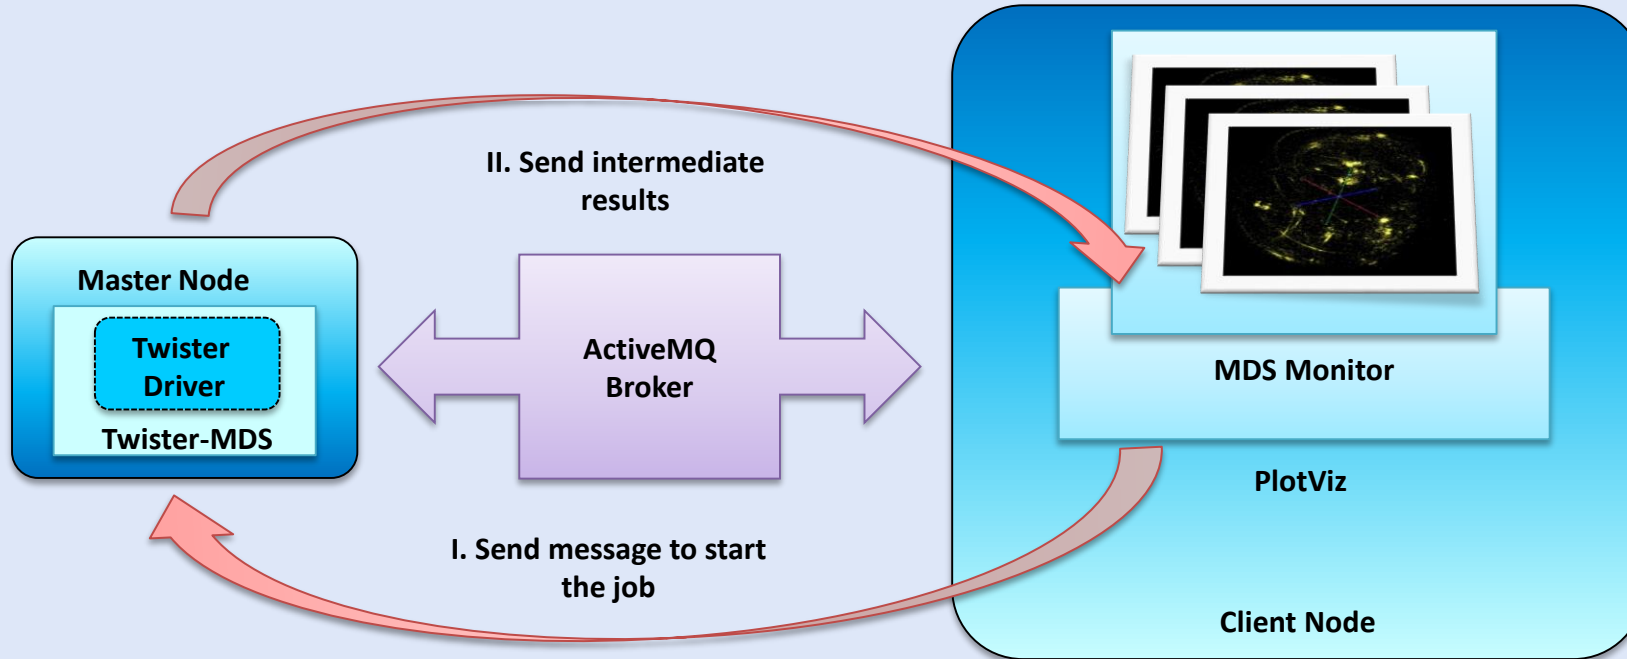 II. Send intermediate
results
Master Node
Twister
Driver
Twister-MDS
ActiveMQ
Broker
MDS Monitor
PlotViz
I. Send message to start
the job
Client Node